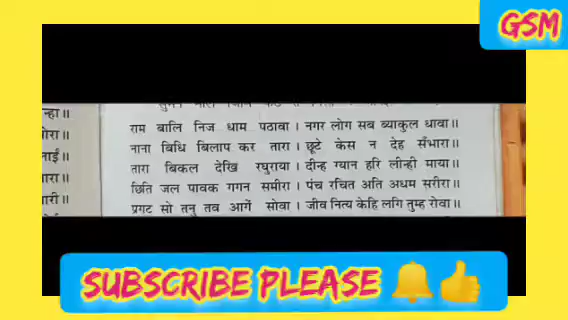 GSM
न्हा॥
राम बालि निज धाम पठावा। नगर लोग सब ब्याकुल धावा॥
नाना बिधि बिलाप कर तारा। छूटे केस न देह सँभारा॥
तारा बिकल देखि रघुराया। दीन्ह ग्यान हरि लीन्ही माया॥
छिति जल पावक गगन समीरा। पंच रचित अति अधम सरीरा॥
प्रगट सो तनु तव आगें सोवा। जीव नित्य केहि लगि तुम्ह रोवा॥
SUBSCRIBE PLEASE